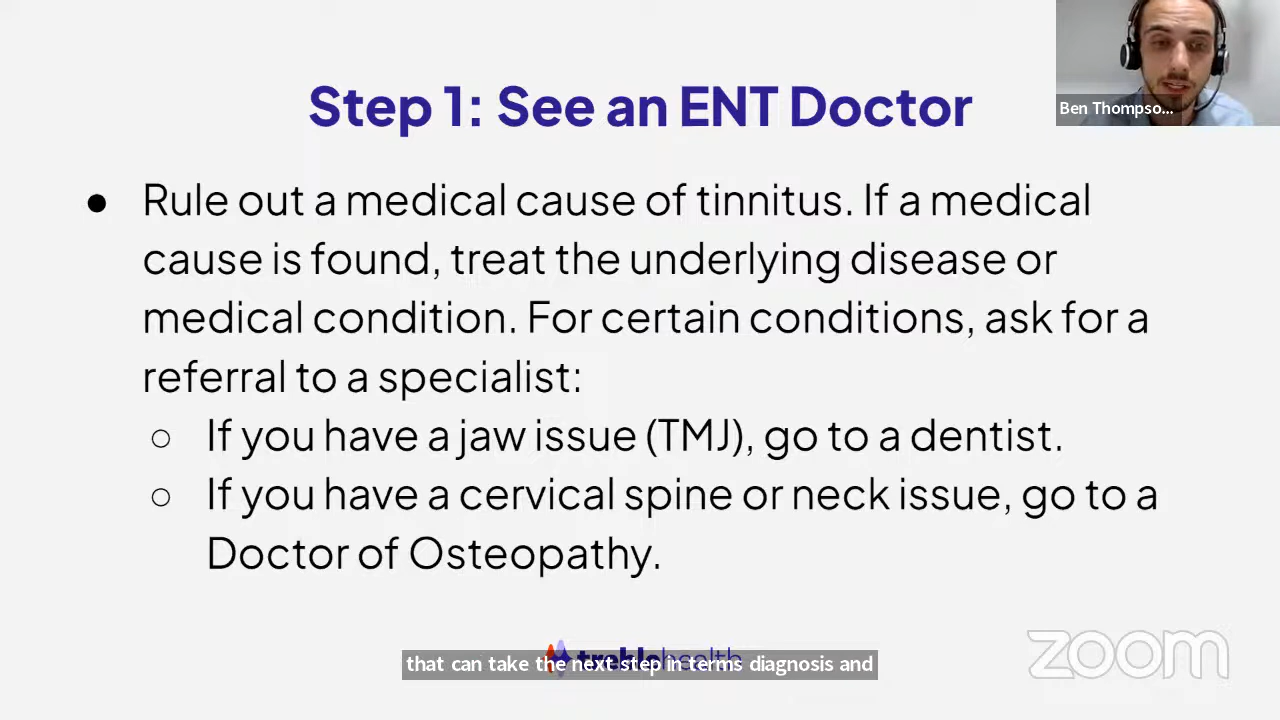 Step 1: See an ENT Doctor
Ben Thompso...
● Rule out a medical cause of tinnitus. If a medical
cause is found, treat the underlying disease or
medical condition. For certain conditions, ask for a
referral to a specialist:
○ If you have a jaw issue (TMJ), go to a dentist.
○ If you have a cervical spine or neck issue, go to a
Doctor of Osteopathy.
that can take the next step in terms diagnosis and
zoom